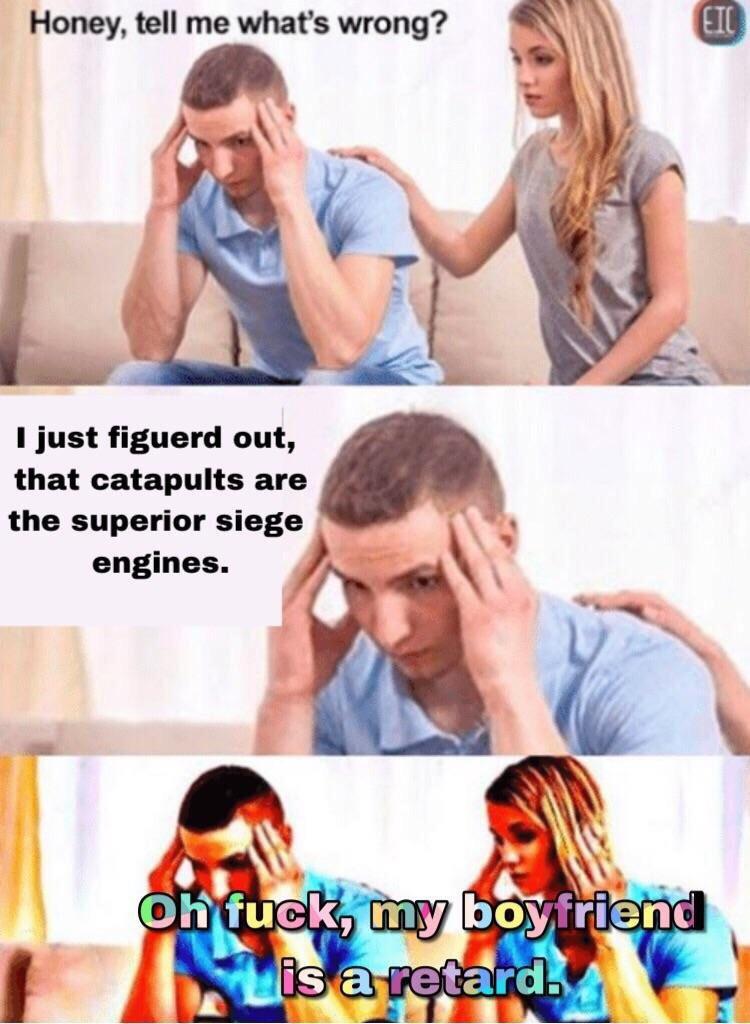 Honey, tell me what's wrong?
EIC
I just figuerd out,
that catapults are
the superior siege
engines.
Oh fuck, my boyfriend
is a retard.